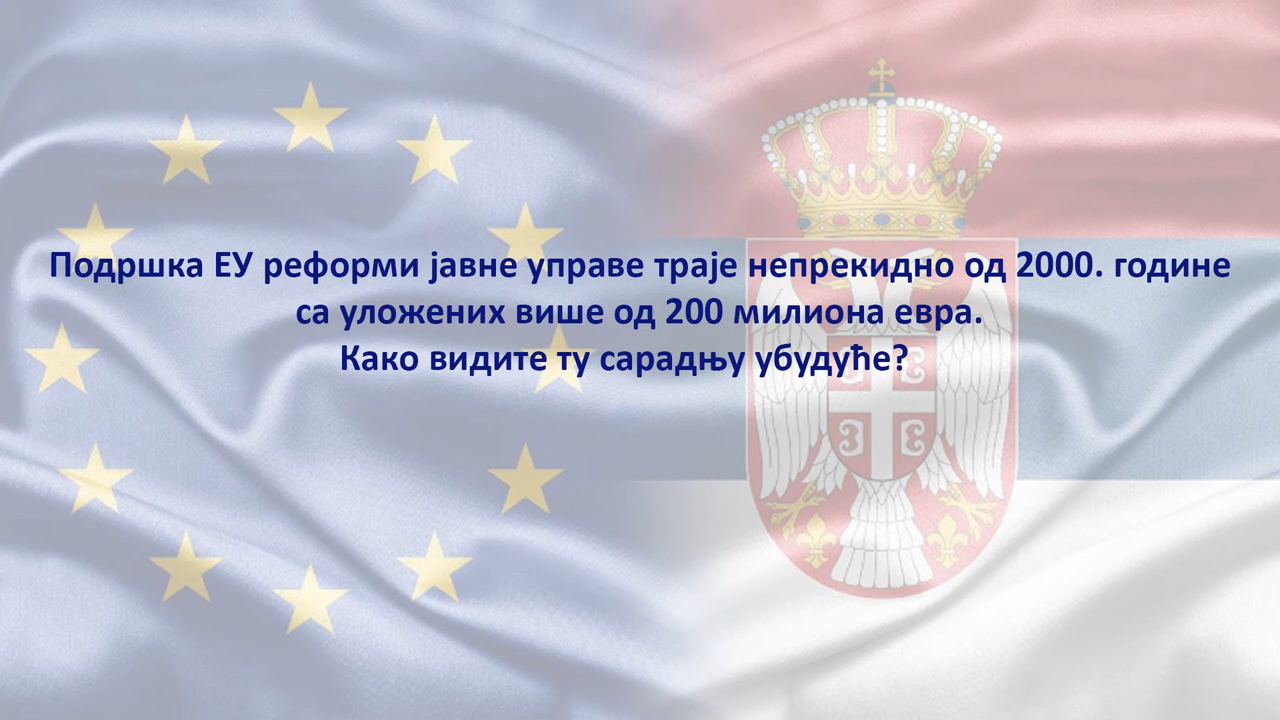 Подршка ЕУ реформи јавне управе траје непрекидно од 2000. године
са уложених више од 200 милиона евра.
Како видите ту сарадњу убудуће?